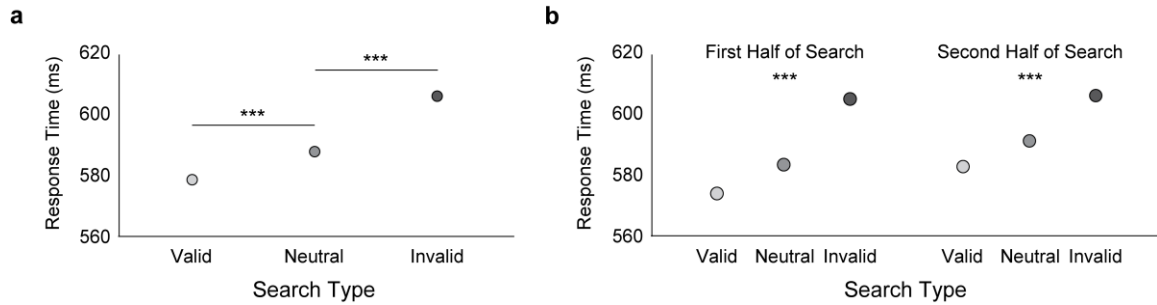 a
620
600
580
560
Response Time (ms)
***
***
Valid Neutral Invalid
Search Type
b
620
600
580
560
Response Time (ms)
First Half of Search Second Half of Search
*** ***
Valid Neutral Invalid Valid Neutral Invalid
Search Type